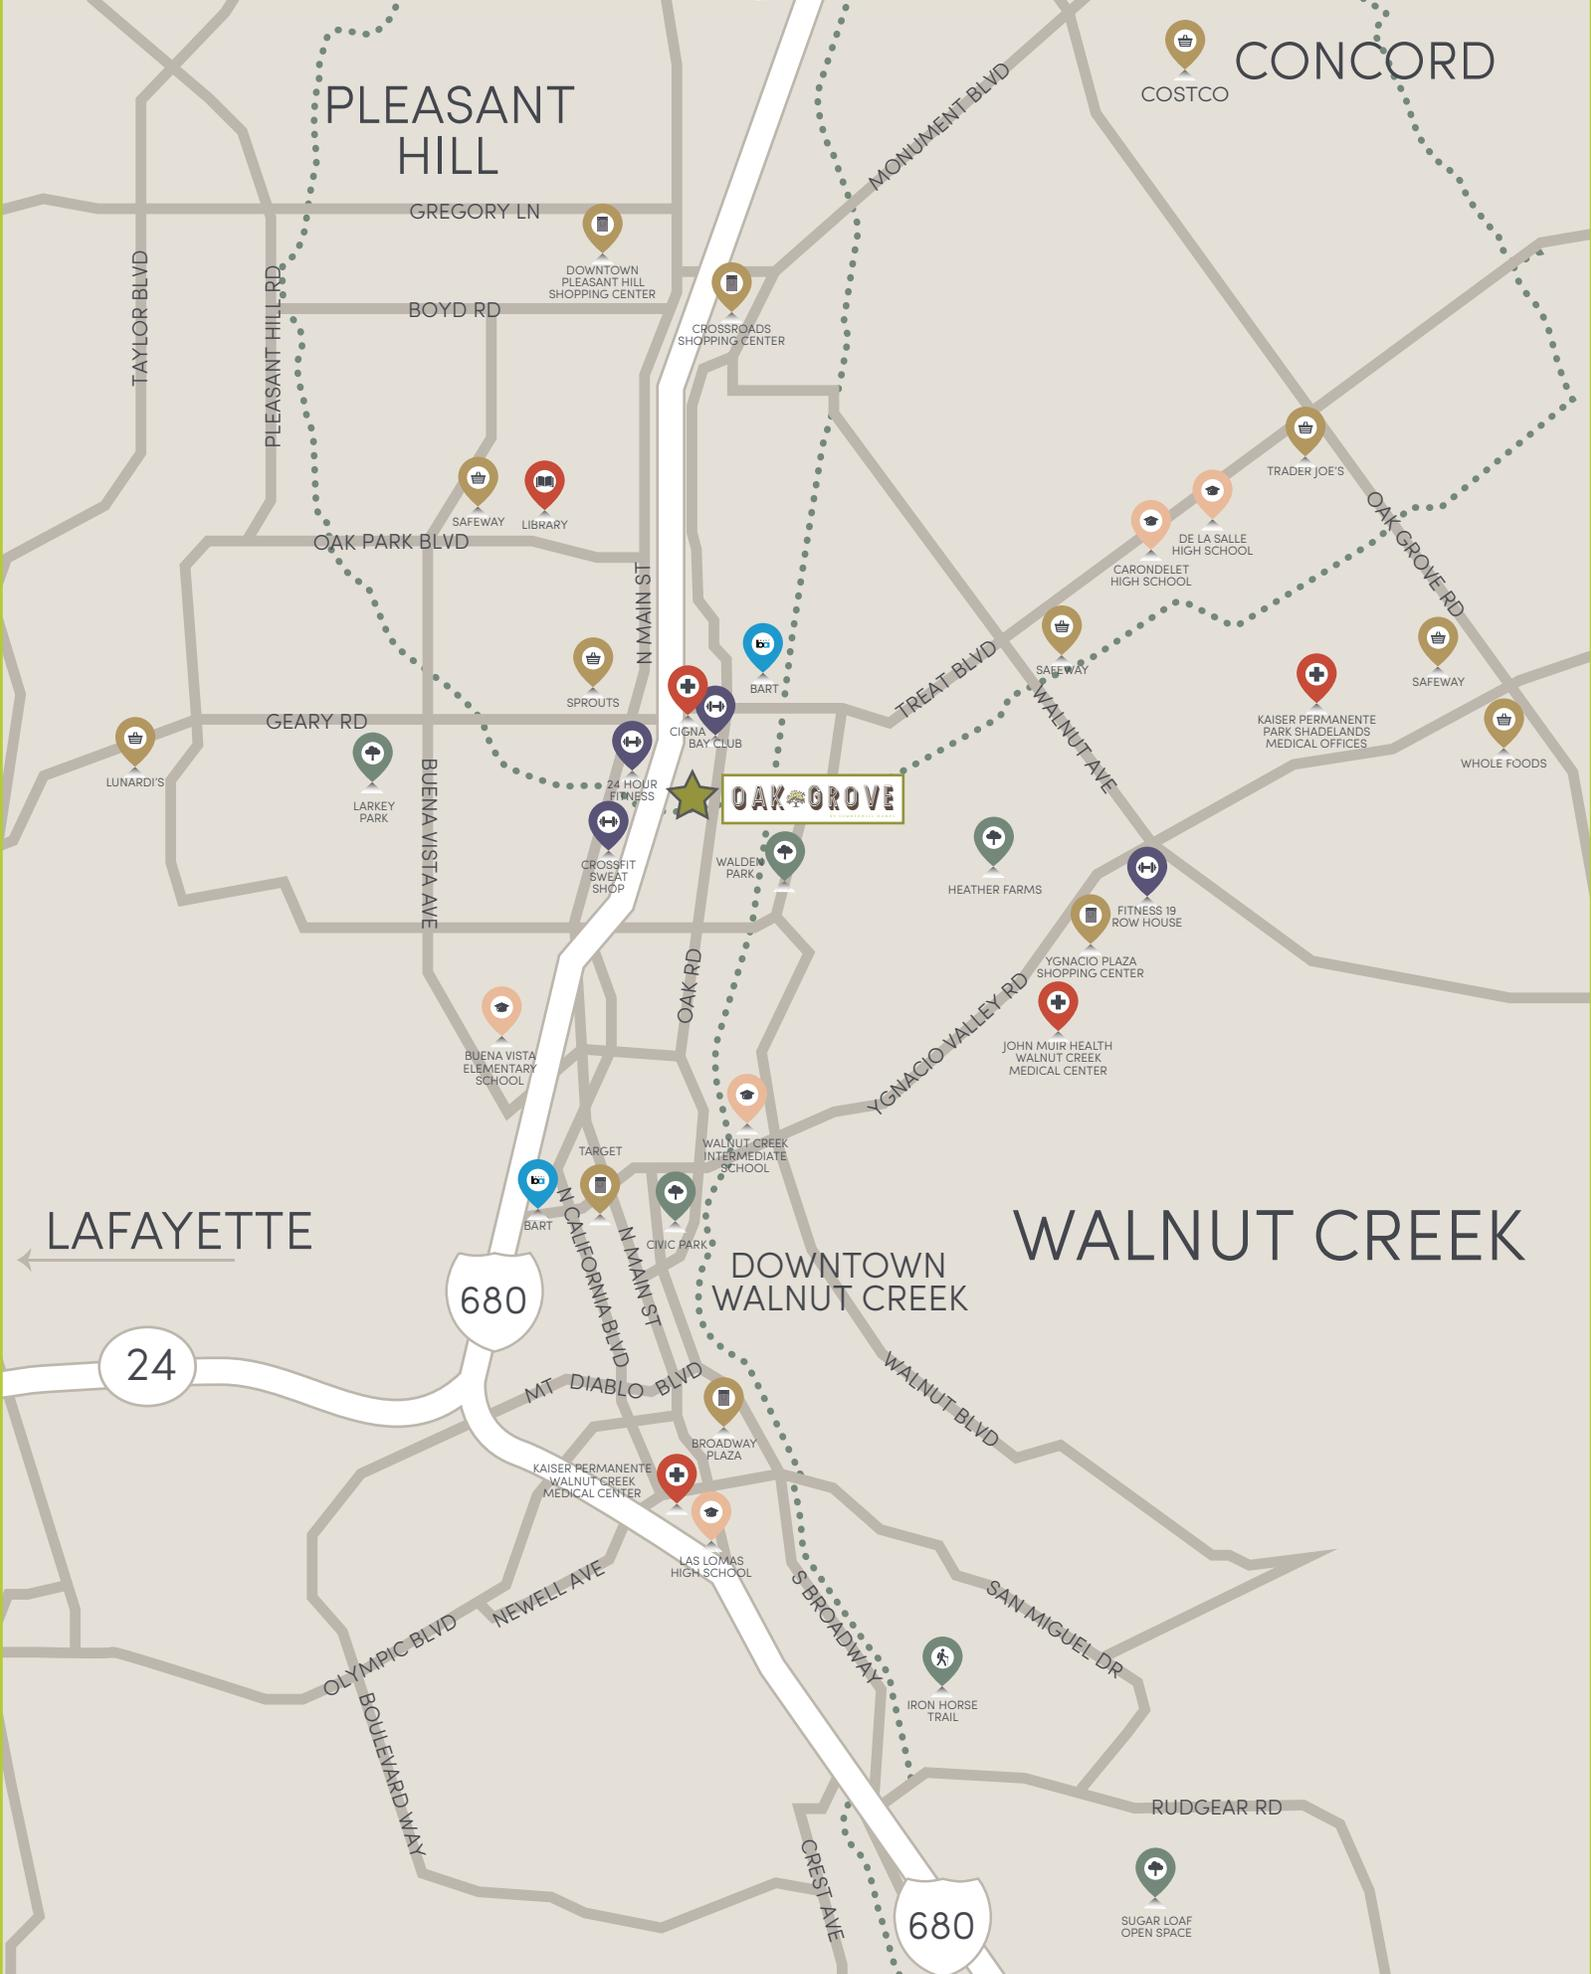 CONCORD
COSTCO
PLEASANT
HILL
MONUMENT BLVD
GREGORY LN
DOWNTOWN
PLEASANT HILL
SHOPPING CENTER
TAYLOR BLVD
PLEASANT HILL RD
BOYD RD
CROSSROADS
SHOPPING CENTER
TRADER JOE'S
SAFEWAY
LIBRARY
OAK PARK BLVD
DE LA SALLE
HIGH SCHOOL
CARONDELET
HIGH SCHOOL
OAK GROVE RD
N MAIN ST
SPROUTS
BART
TREAT BLVD
SAFEWAY
WALNUT AVE
SAFEWAY
KAISER PERMANENTE
PARK SHADELANDS
MEDICAL OFFICES
WHOLE FOODS
GEARY RD
CIGNA
BAY CLUB
LUNARDI'S
LARKEY
PARK
BUENA VISTA AVE
24 HOUR
FITNESS
OAK GROVE
CROSSFIT
SWEAT
SHOP
WALDEN
PARK
HEATHER FARMS
FITNESS 19
ROW HOUSE
YGNACIO PLAZA
SHOPPING CENTER
OAK RD
YGNACIO VALLEY RD
JOHN MUIR HEALTH
WALNUT CREEK
MEDICAL CENTER
BUENA VISTA
ELEMENTARY
SCHOOL
WALNUT CREEK
INTERMEDIATE
SCHOOL
TARGET
BART
CIVIC PARK
N CALIFORNIA BLVD
N MAIN ST
LAFAYETTE
WALNUT CREEK
DOWNTOWN
WALNUT CREEK
680
24
MT DIABLO BLVD
WALNUT BLVD
BROADWAY
PLAZA
KAISER PERMANENTE
WALNUT CREEK
MEDICAL CENTER
LAS LOMAS
HIGH SCHOOL
NEWELL AVE
OLYMPIC BLVD
S BROADWAY
SAN MIGUEL DR
IRON HORSE
TRAIL
BOULEVARD WAY
RUDGEAR RD
CREST AVE
SUGAR LOAF
OPEN SPACE
680